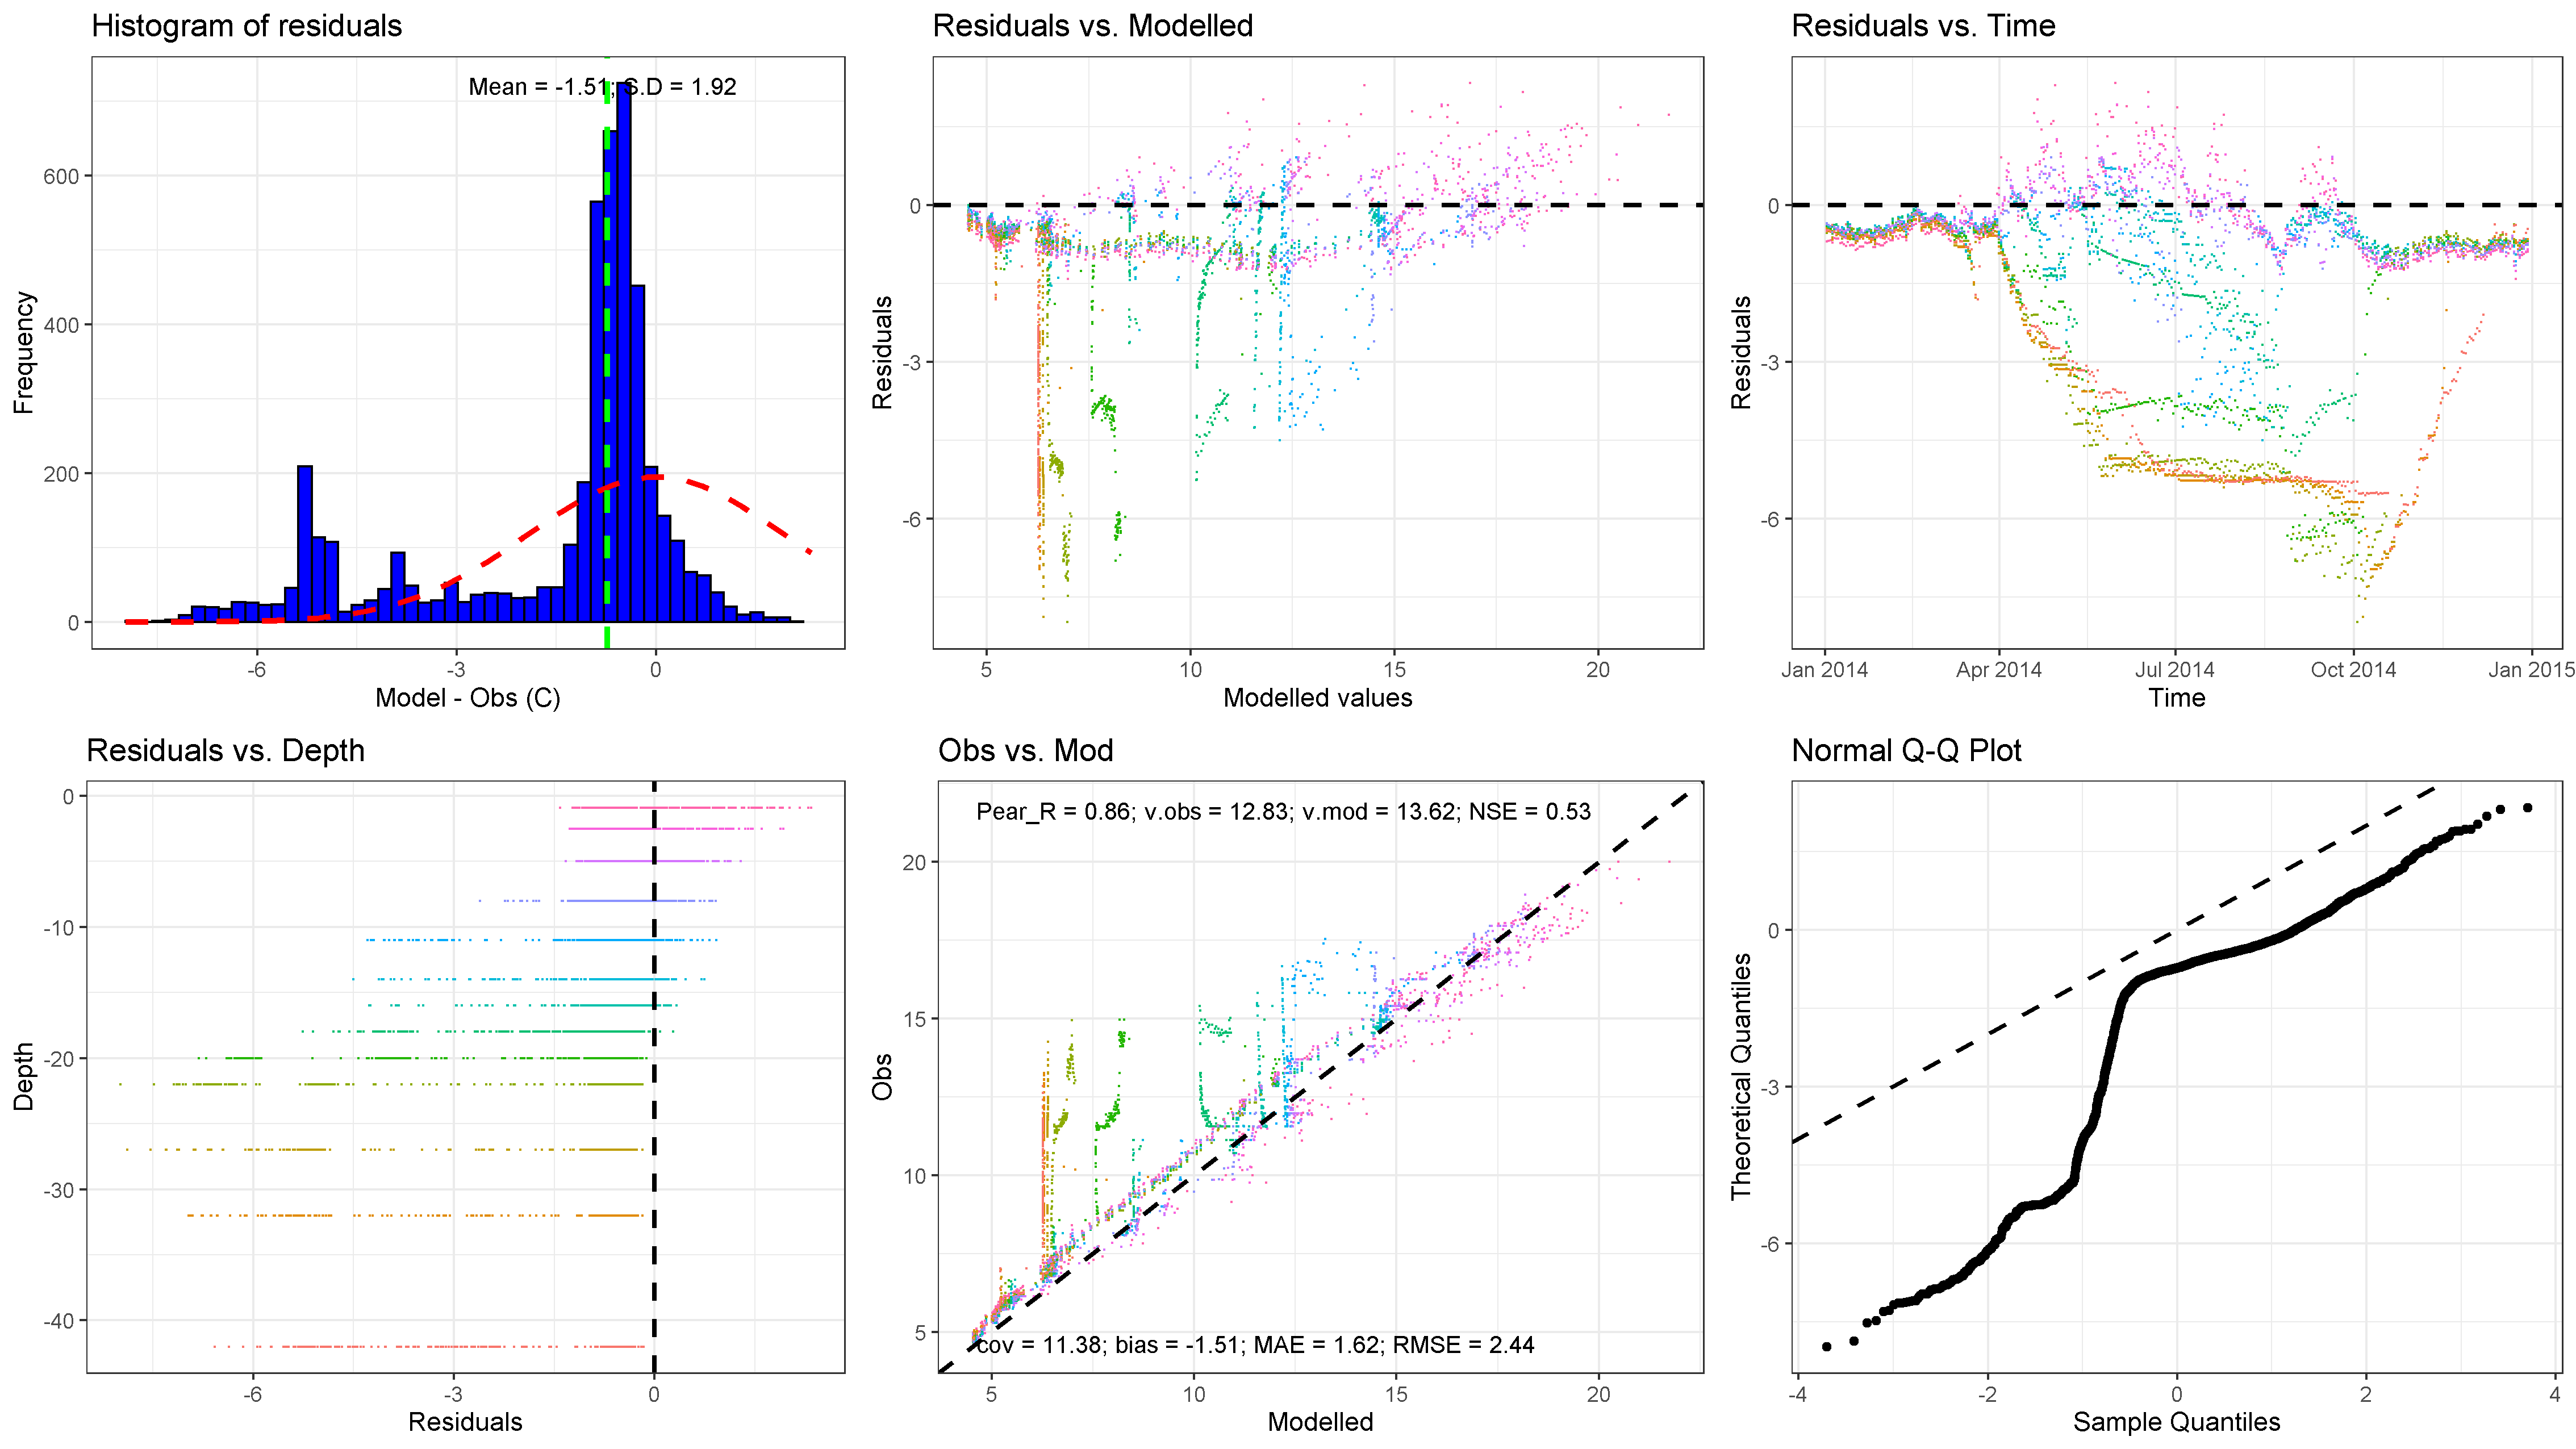 Histogram of residuals
Mean = -1.51; S.D = 1.92
Frequency
600
400
200
0
-6
-3
0
Model - Obs (C)
Residuals vs. Modelled
Residuals
0
-3
-6
5
10
15
20
Modelled values
Residuals vs. Time
Residuals
0
-3
-6
Jan 2014
Apr 2014
Jul 2014
Oct 2014
Jan 2015
Time
Residuals vs. Depth
Depth
0
-10
-20
-30
-40
-6
-3
0
Residuals
Obs vs. Mod
Pear_R = 0.86; v.obs = 12.83; v.mod = 13.62; NSE = 0.53
Obs
20
15
10
5
cov = 11.38; bias = -1.51; MAE = 1.62; RMSE = 2.44
5
10
15
20
Modelled
Normal Q-Q Plot
Theoretical Quantiles
0
-3
-6
-4
-2
0
2
4
Sample Quantiles